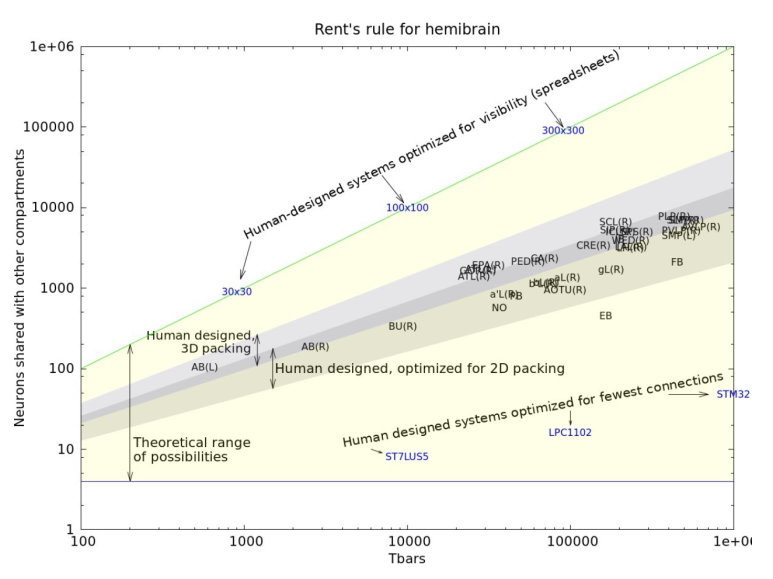 Rent's rule for hemibrain
1e+06
100000
10000
1000
100
10
1
Neurons shared with other compartments
Human-designed systems optimized for visibility (spreadsheets)
300x300
100x100
30x30
SCL(R)
CRE(R)
SMP(L)
FB
EPA(R)
ATL(R)
PED(R)
GA(R)
gL(R)
aL(R)
AOTU(R)
a'L(R)
NO
EB
BU(R)
AB(R)
AB(L)
Human designed,
3D packing
Human designed, optimized for 2D packing
Human designed systems optimized for fewest connections
STM32
LPC1102
ST7LUS5
Theoretical range
of possibilities
100
1000
10000
100000
Tbars